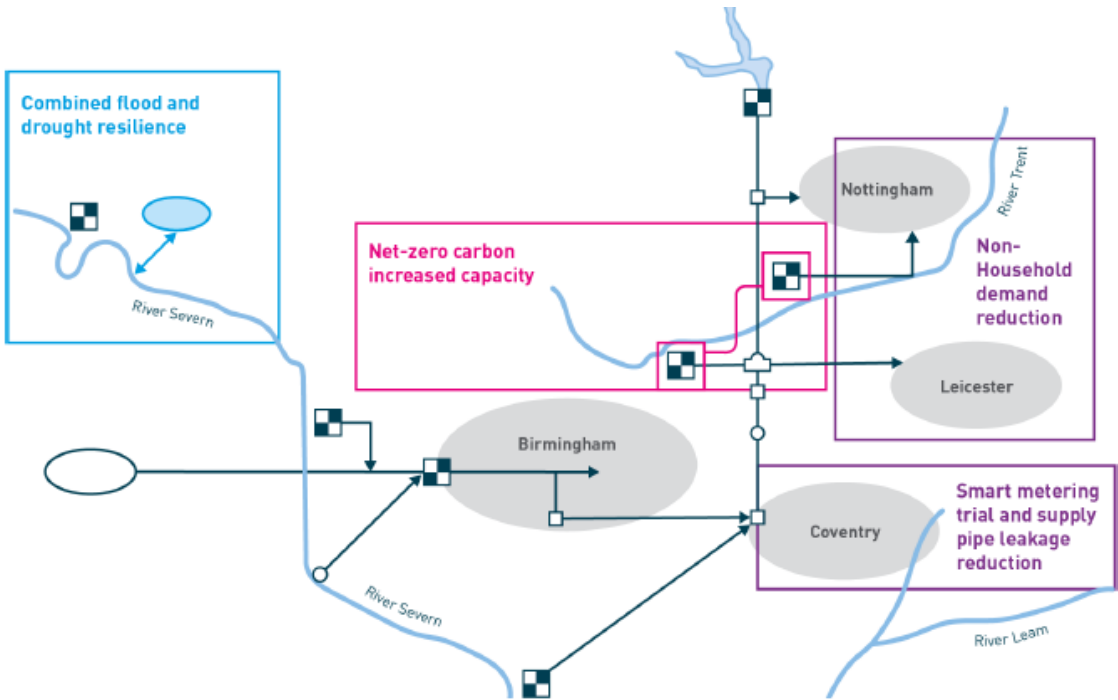 Combined flood and
drought resilience
River Severn
Net-zero carbon
increased capacity
Nottingham
River Trent
Non-
Household
demand
reduction
Leicester
Birmingham
Coventry
Smart metering
trial and supply
pipe leakage
reduction
River Severn
River Leam